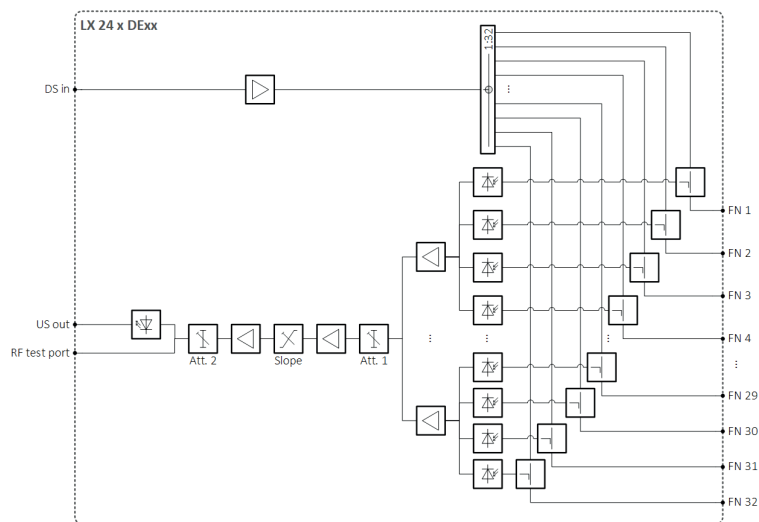 LX 24 x DExx
1:32
DS in
⋮
FN 1
FN 2
FN 3
US out
FN 4
RF test port
Att. 2
Slope
Att. 1
⋮
⋮
⋮
⋮
FN 29
FN 30
FN 31
FN 32